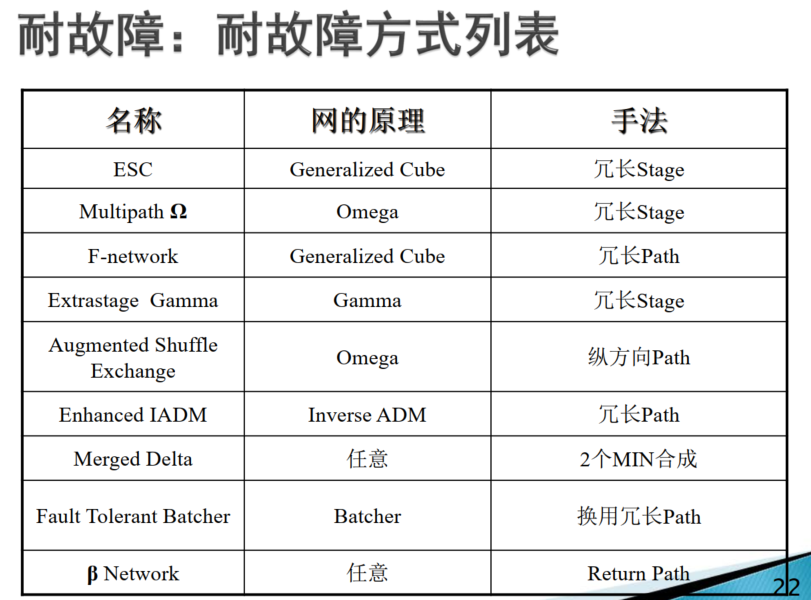 耐故障：耐故障方式列表
名称 网的原理 手法
ESC Generalized Cube 冗长Stage
Multipath Ω Omega 冗长Stage
F-network Generalized Cube 冗长Path
Extrastage Gamma Gamma 冗长Stage
Augmented Shuffle
Exchange Omega 纵方向Path
Enhanced IADM Inverse ADM 冗长Path
Merged Delta 任意 2个MIN合成
Fault Tolerant Batcher Batcher 换用冗长Path
β Network 任意 Return Path
22